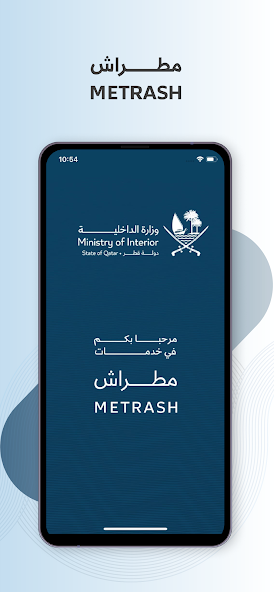 مطراش
METRASH
10:54
وزارة الداخلية
Ministry of Interior
State of Qatar • دولة قطر
مرحبا بكم
في خدمات
مطراش
METRASH